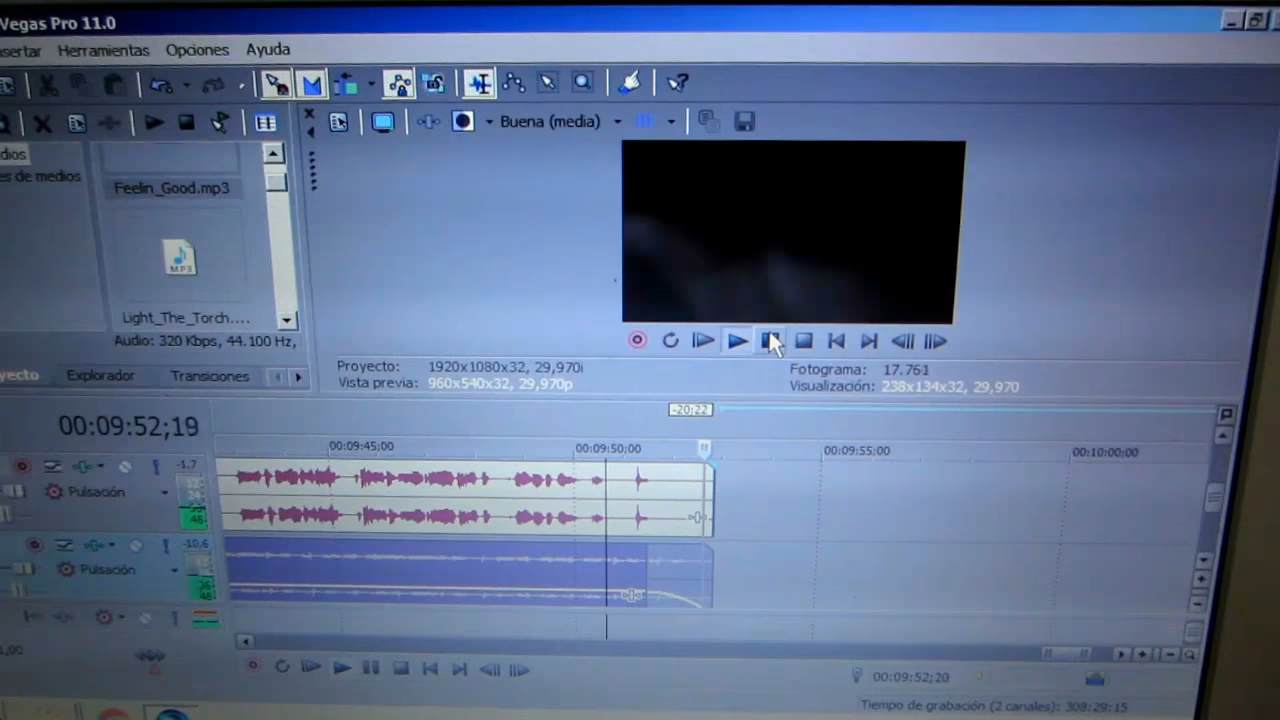 Vegas Pro 11.0
sertar Herramientas Opciones Ayuda
Buena (media)
dios
es de medios
Feelin_Good.mp3
MP3
Light_The_Torch....
Audio: 320 Kbps, 44.100 Hz,
yecto Explorador Transiciones
Proyecto: 1920x1080x32, 29,970i
Vista previa: 960x540x32, 29,970p
Fotograma: 17.761
Visualización: 238x134x32, 29,970
-20;22
00:09:52;19
00:09:45;00 00:09:50;00 00:09:55;00 00:10:00;00
-1,7
Pulsación
-10,6
Pulsación
1,00
00:09:52;20
Tiempo de grabación (2 canales): 308:29:15